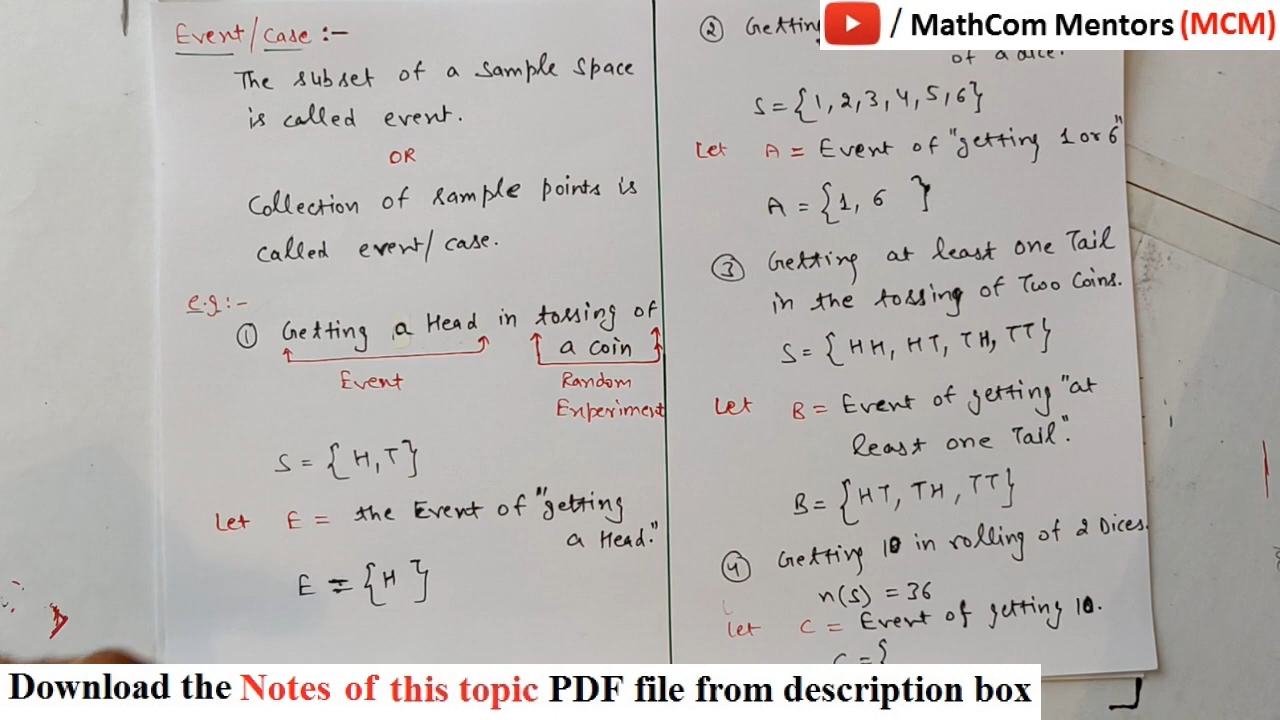 Event/Case :-
The subset of a sample space
is called event.
OR
Collection of sample points is
called event/case.
e.g:-
① Getting a Head in tossing of
a coin
Event
Random
Experiment
S = {H,T}
Let E = the Event of "getting
a Head."
E = {H}
② Getting
of a dice.
S = {1,2,3,4,5,6}
Let A = Event of "getting 1 or 6"
A = {1, 6 }
③ Getting at least one Tail
in the tossing of Two Coins.
S = { HH, HT, TH, TT }
Let B = Event of getting "at
least one Tail".
B = {HT, TH, TT}
④ Getting 10 in rolling of 2 Dices.
n(S) = 36
Let C = Event of getting 10.
C = {
/ MathCom Mentors (MCM)
Download the Notes of this topic PDF file from description box